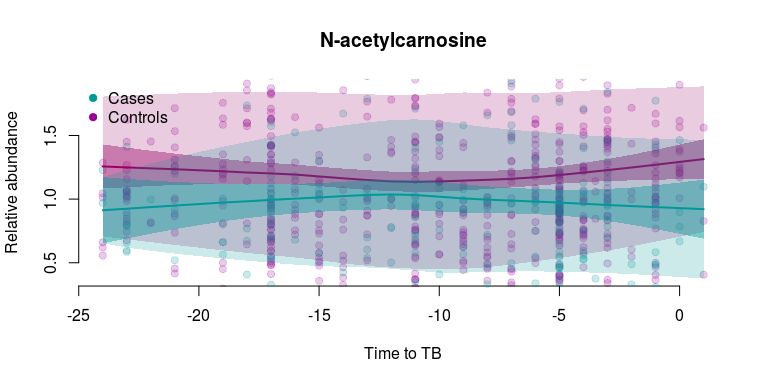 N-acetylcarnosine
Cases
Controls
Relative abundance
1.5
1.0
0.5
-25 -20 -15 -10 -5 0
Time to TB